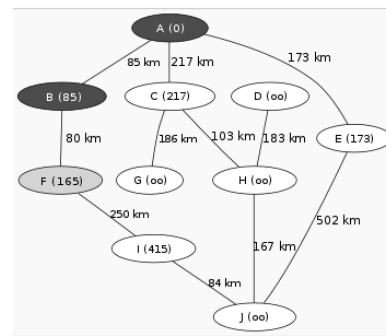 A (0)
85 km
217 km
173 km
B (85)
C (217)
D (oo)
80 km
186 km
103 km
183 km
E (173)
F (165)
G (oo)
H (oo)
250 km
502 km
I (415)
167 km
84 km
J (oo)